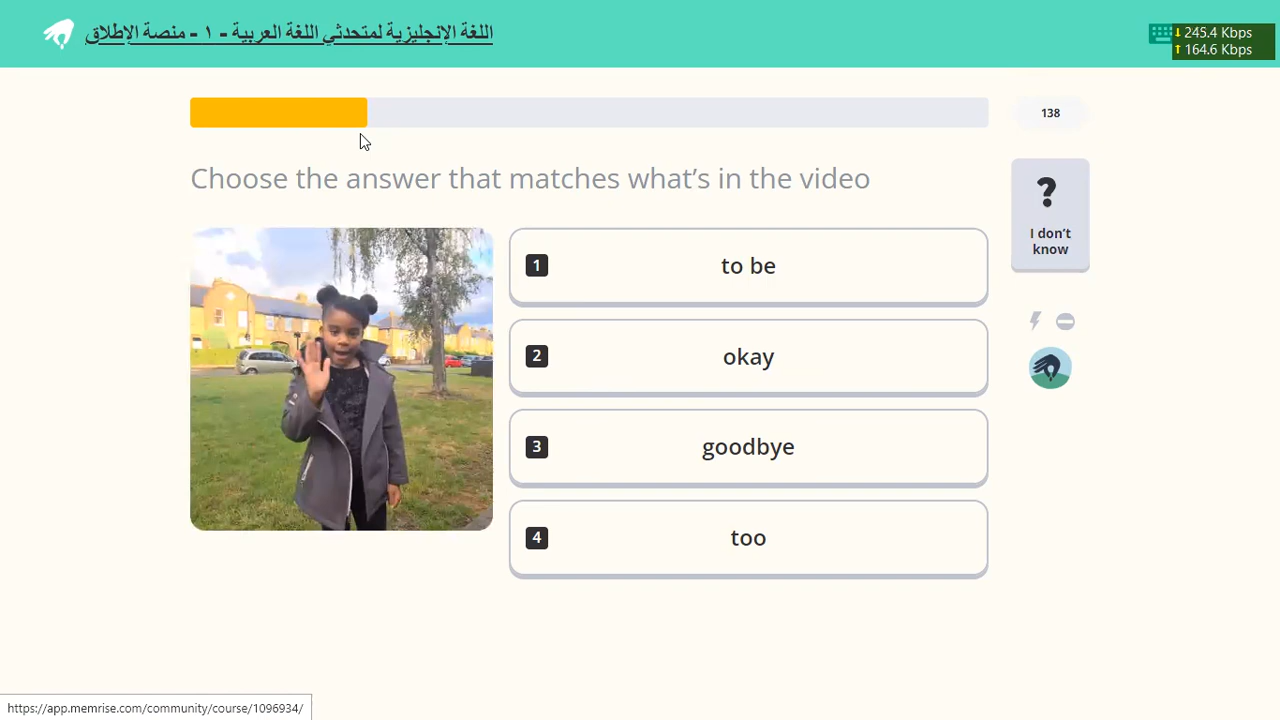 اللغة الإنجليزية لمتحدثي اللغة العربية - ١ - منصة الإطلاق
↓ 245.4 Kbps
↑ 164.6 Kbps
138
Choose the answer that matches what’s in the video
?
I don’t
know
1 to be
2 okay
3 goodbye
4 too
https://app.memrise.com/community/course/1096934/